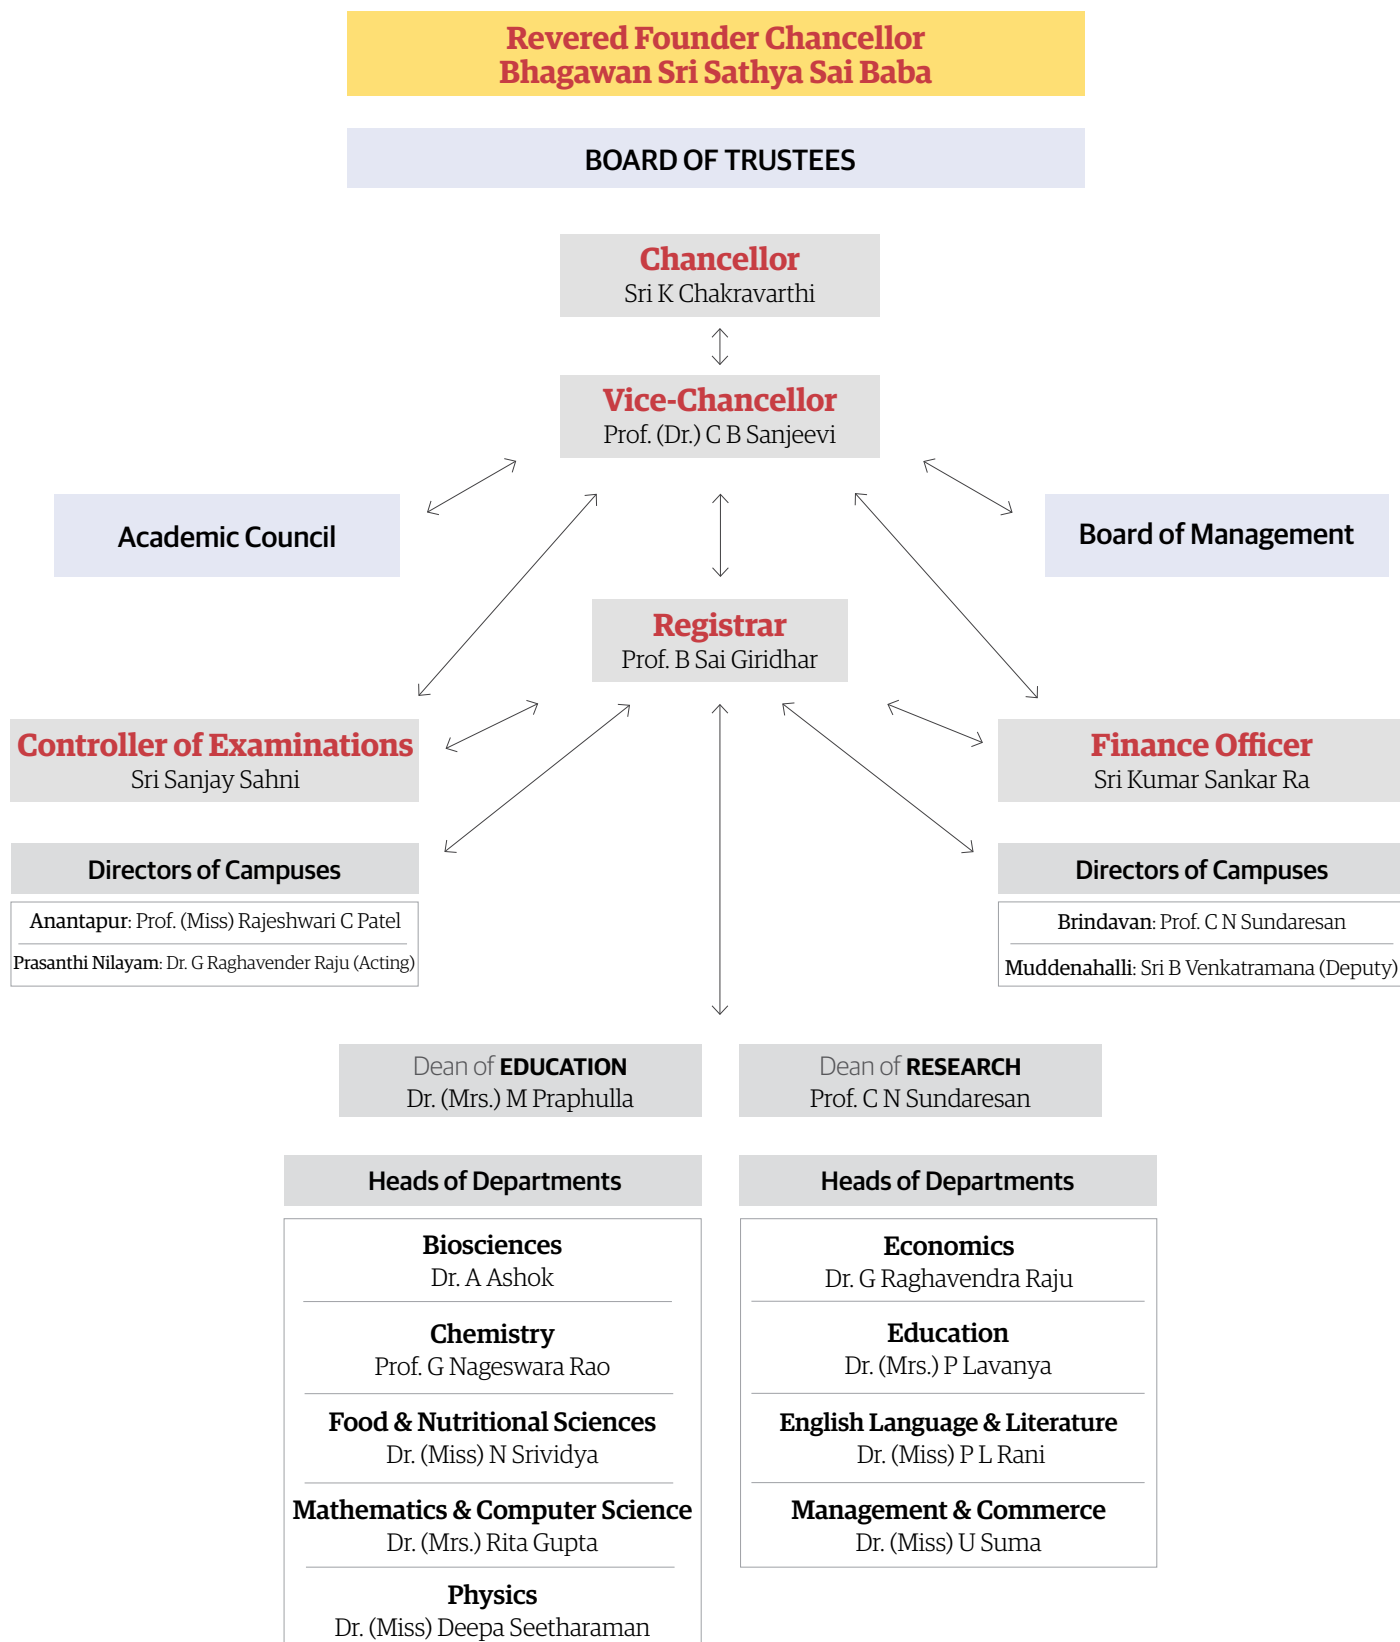 Revered Founder Chancellor
Bhagawan Sri Sathya Sai Baba
BOARD OF TRUSTEES
Chancellor
Sri K Chakravarthi
Vice-Chancellor
Prof. (Dr.) C B Sanjeevi
Academic Council
Board of Management
Registrar
Prof. B Sai Giridhar
Controller of Examinations
Sri Sanjay Sahni
Finance Officer
Sri Kumar Sankar Ra
Directors of Campuses
Anantapur: Prof. (Miss) Rajeshwari C Patel
Prasanthi Nilayam: Dr. G Raghavender Raju (Acting)
Directors of Campuses
Brindavan: Prof. C N Sundaresan
Muddenahalli: Sri B Venkatramana (Deputy)
Dean of EDUCATION
Dr. (Mrs.) M Praphulla
Dean of RESEARCH
Prof. C N Sundaresan
Heads of Departments
Biosciences
Dr. A Ashok
Chemistry
Prof. G Nageswara Rao
Food & Nutritional Sciences
Dr. (Miss) N Srividya
Mathematics & Computer Science
Dr. (Mrs.) Rita Gupta
Physics
Dr. (Miss) Deepa Seetharaman
Heads of Departments
Economics
Dr. G Raghavendra Raju
Education
Dr. (Mrs.) P Lavanya
English Language & Literature
Dr. (Miss) P L Rani
Management & Commerce
Dr. (Miss) U Suma